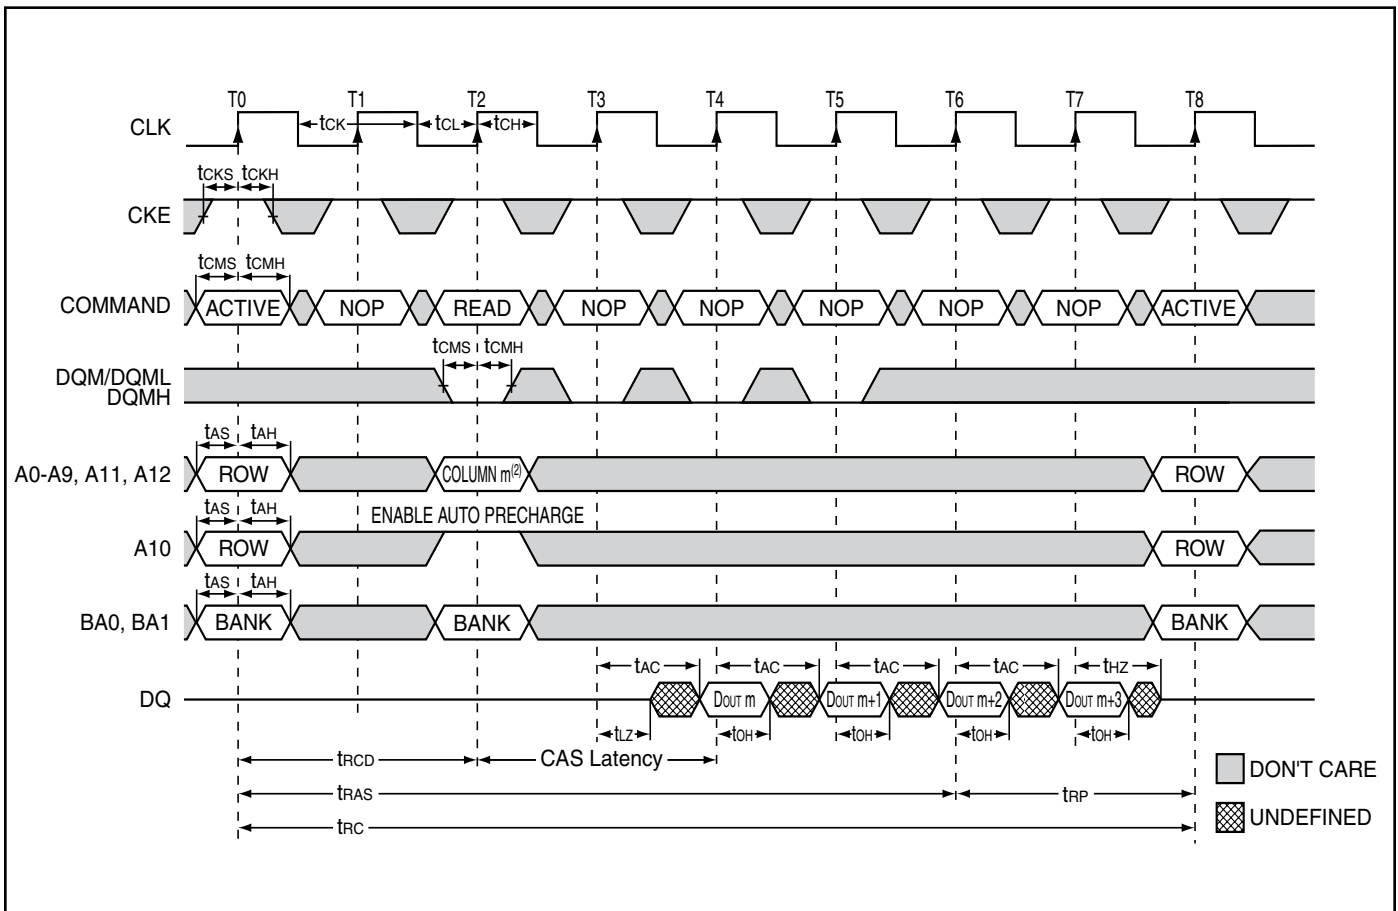 T0 T1 T2 T3 T4 T5 T6 T7 T8
CLK tCK tCL tCH
tCKS tCKH
CKE
tCMS tCMH
COMMAND ACTIVE NOP READ NOP NOP NOP NOP NOP ACTIVE
tCMS tCMH
DQM/DQML
DQMH
tAS tAH
A0-A9, A11, A12 ROW COLUMN m(2) ROW
tAS tAH ENABLE AUTO PRECHARGE
A10 ROW ROW
tAS tAH
BA0, BA1 BANK BANK BANK
tAC tAC tAC tAC tHZ
DQ DOUT m DOUT m+1 DOUT m+2 DOUT m+3
tLZ tOH tOH tOH tOH
tRCD CAS Latency
DON'T CARE
tRAS tRP
UNDEFINED
tRC